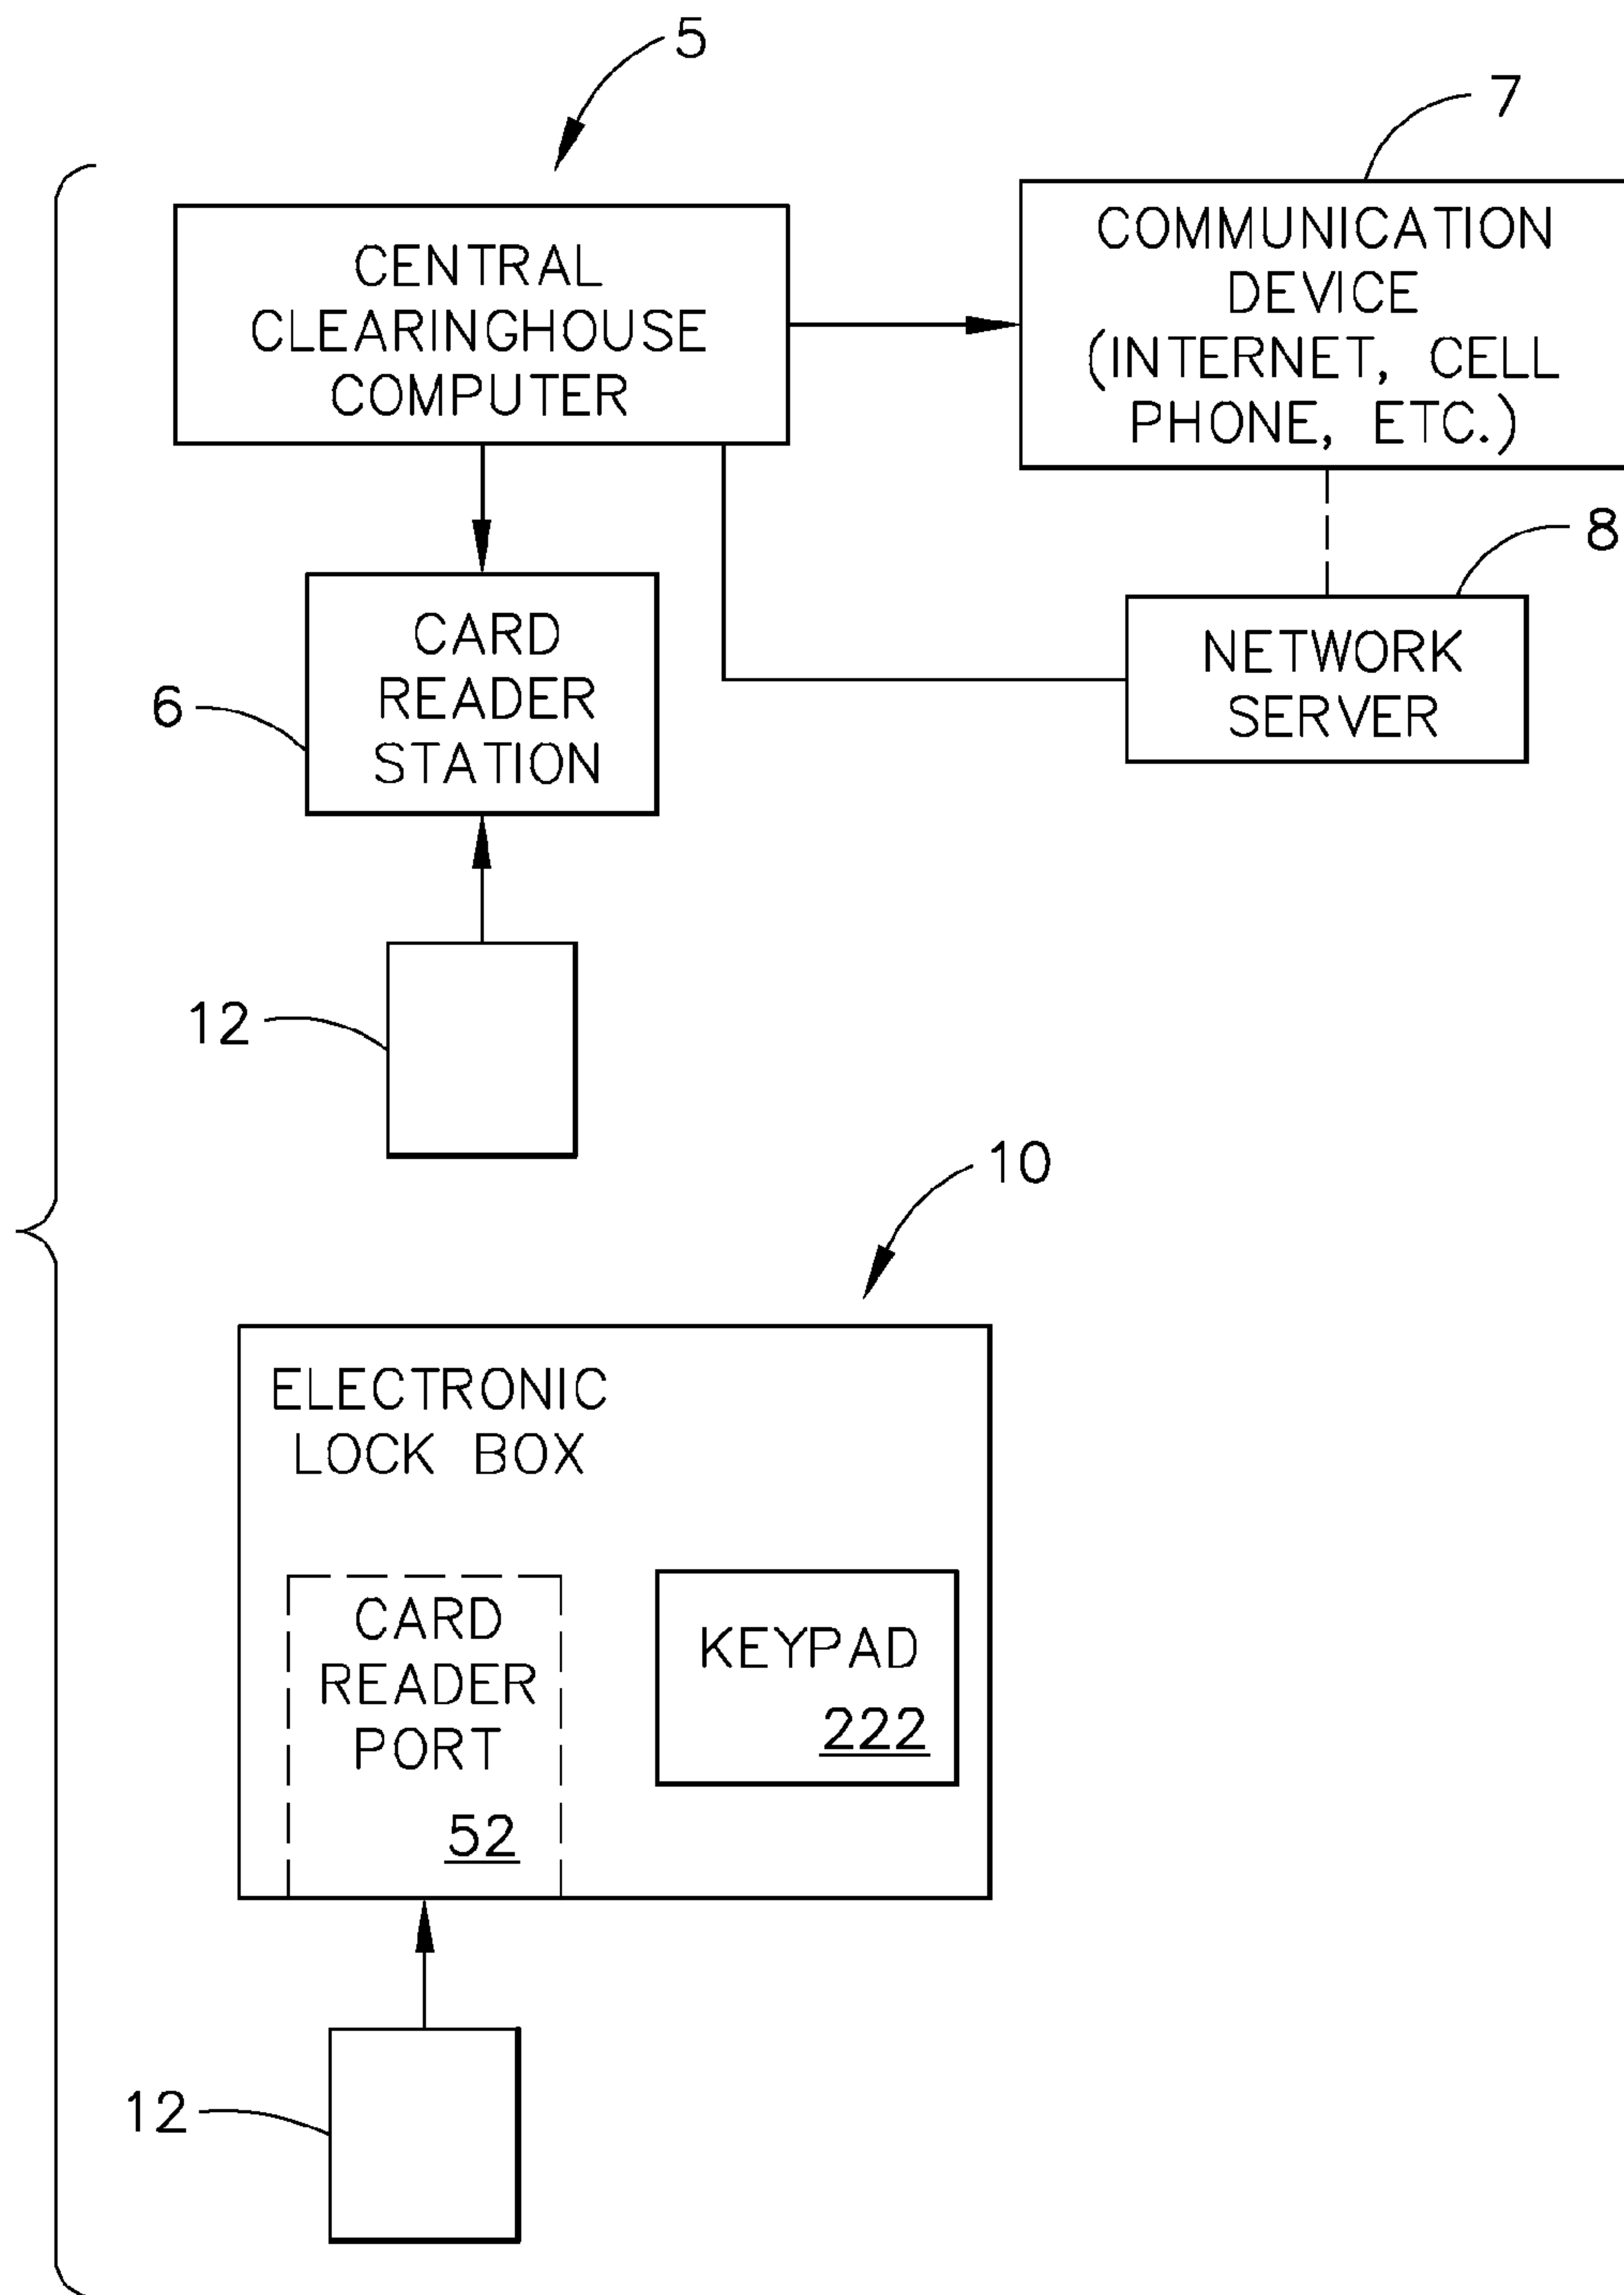 5
7
CENTRAL
CLEARINGHOUSE
COMPUTER
COMMUNICATION
DEVICE
(INTERNET, CELL
PHONE, ETC.)
8
CARD
READER
STATION
6
NETWORK
SERVER
12
10
ELECTRONIC
LOCK BOX
CARD
READER
PORT
52
KEYPAD
222
12